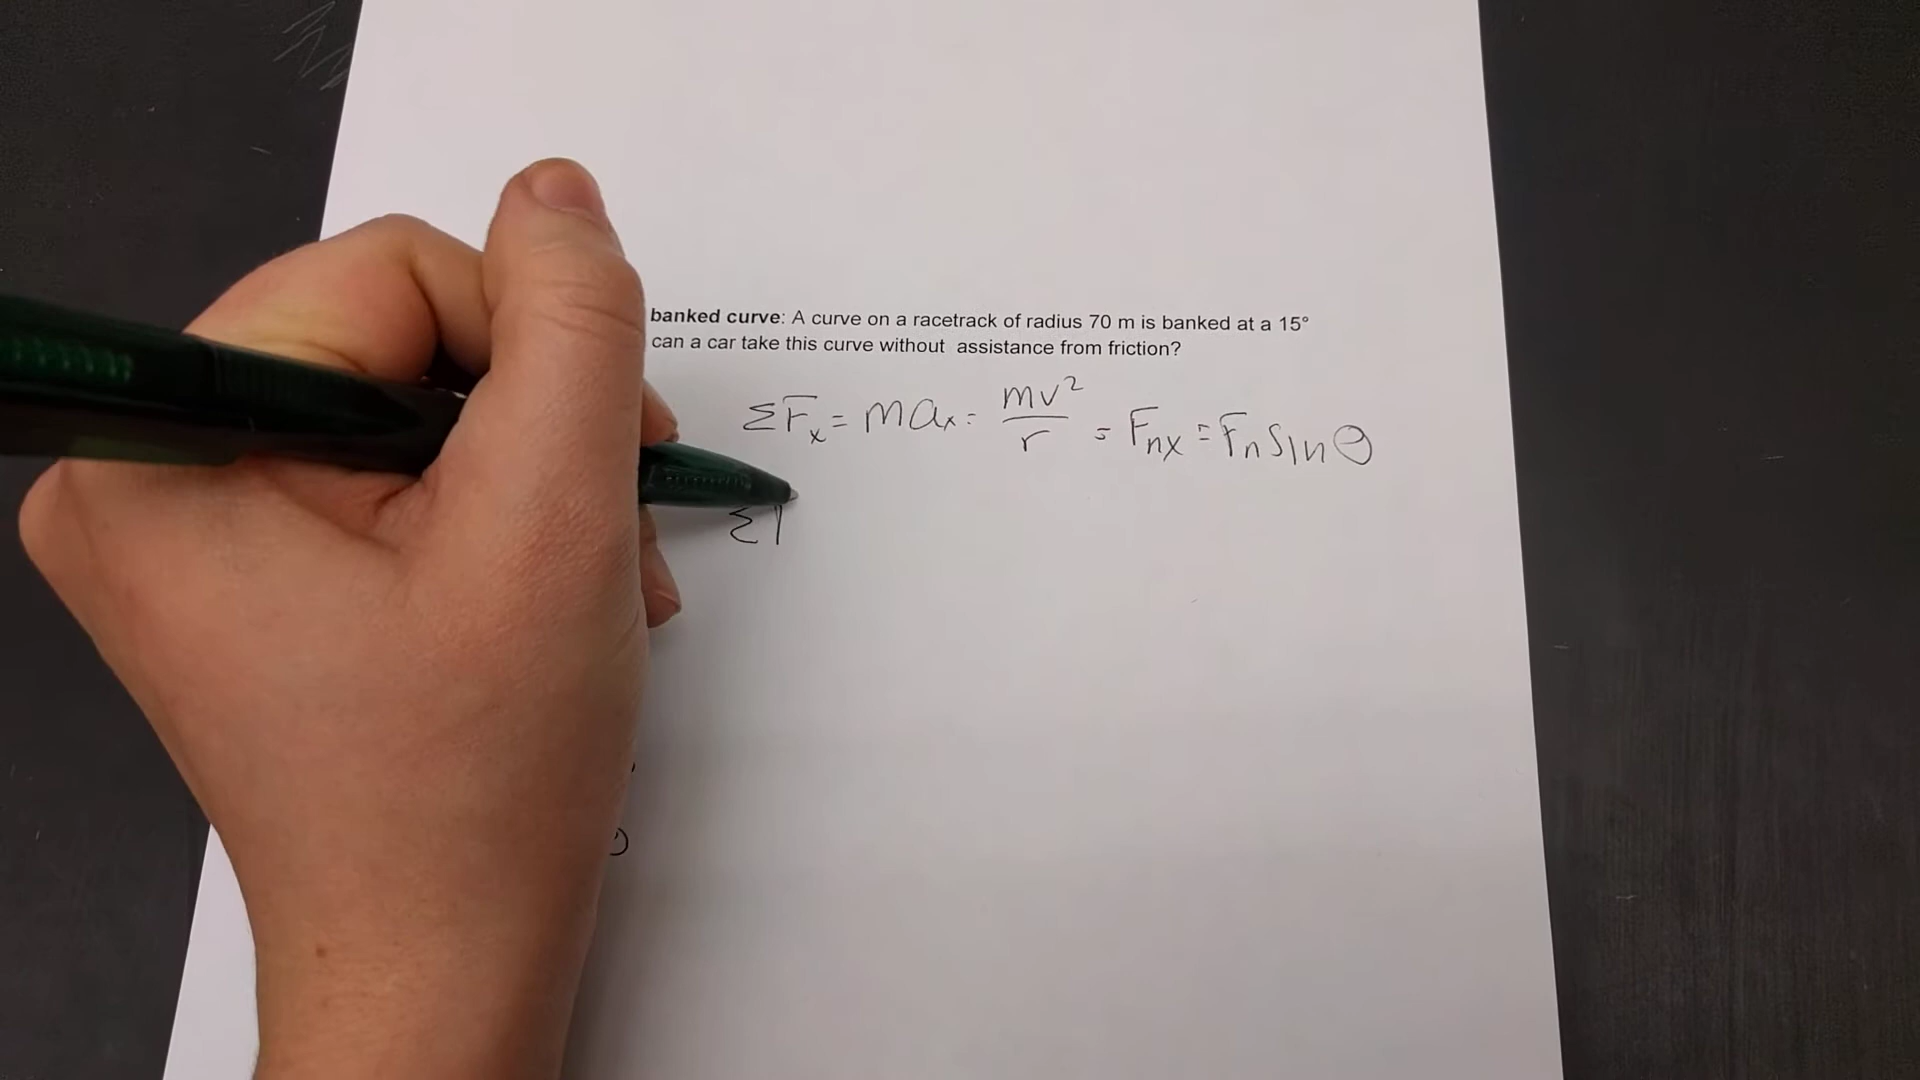 banked curve: A curve on a racetrack of radius 70 m is banked at a 15°
can a car take this curve without assistance from friction?
ΣFₓ = maₓ = mv²/r = Fₙₓ = Fₙ sin θ
Σ